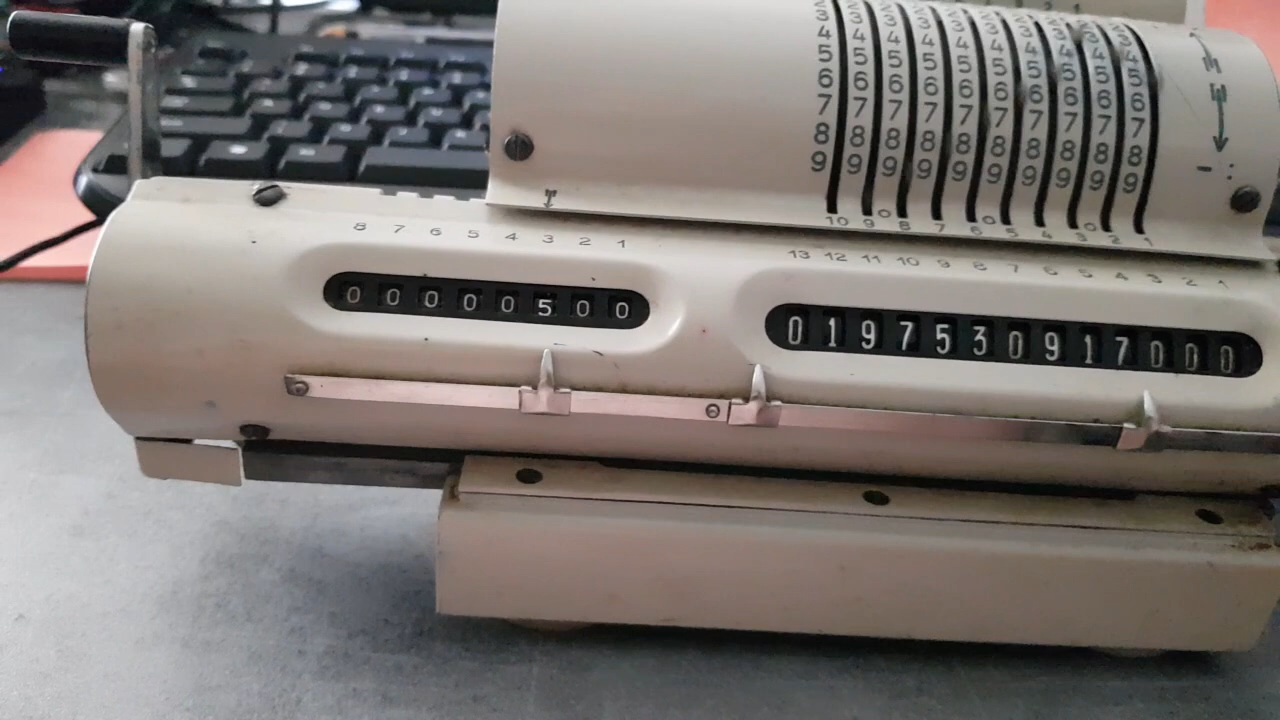 3 3 3 3 3 3 3 3 3 3
4 4 4 4 4 4 4 4 4 4
5 5 5 5 5 5 5 5 5 5
6 6 6 6 6 6 6 6 6 6
7 7 7 7 7 7 7 7 7 7
8 8 8 8 8 8 8 8 8 8
9 9 9 9 9 9 9 9 9 9
10 9 8 7 6 5 4 3 2 1
8 7 6 5 4 3 2 1
13 12 11 10 9 8 7 6 5 4 3 2 1
0 0 0 0 0 5 0 0
0 1 9 7 5 3 0 9 1 7 0 0 0